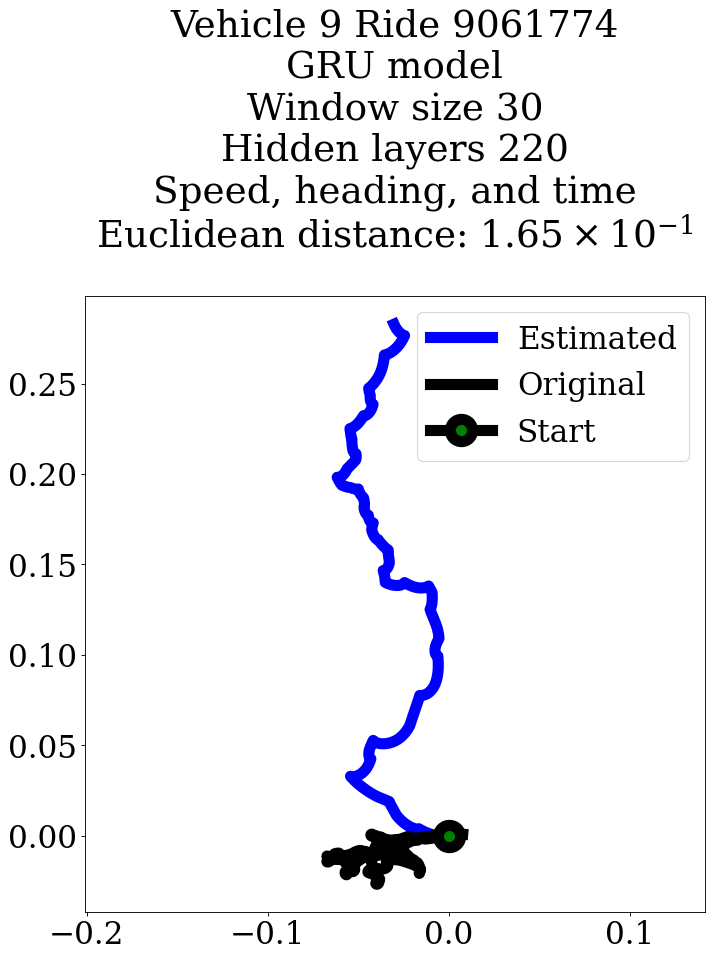 Vehicle 9 Ride 9061774
GRU model
Window size 30
Hidden layers 220
Speed, heading, and time
Euclidean distance: 1.65 × 10⁻¹
Estimated
Original
Start
0.25
0.20
0.15
0.10
0.05
0.00
−0.2
−0.1
0.0
0.1